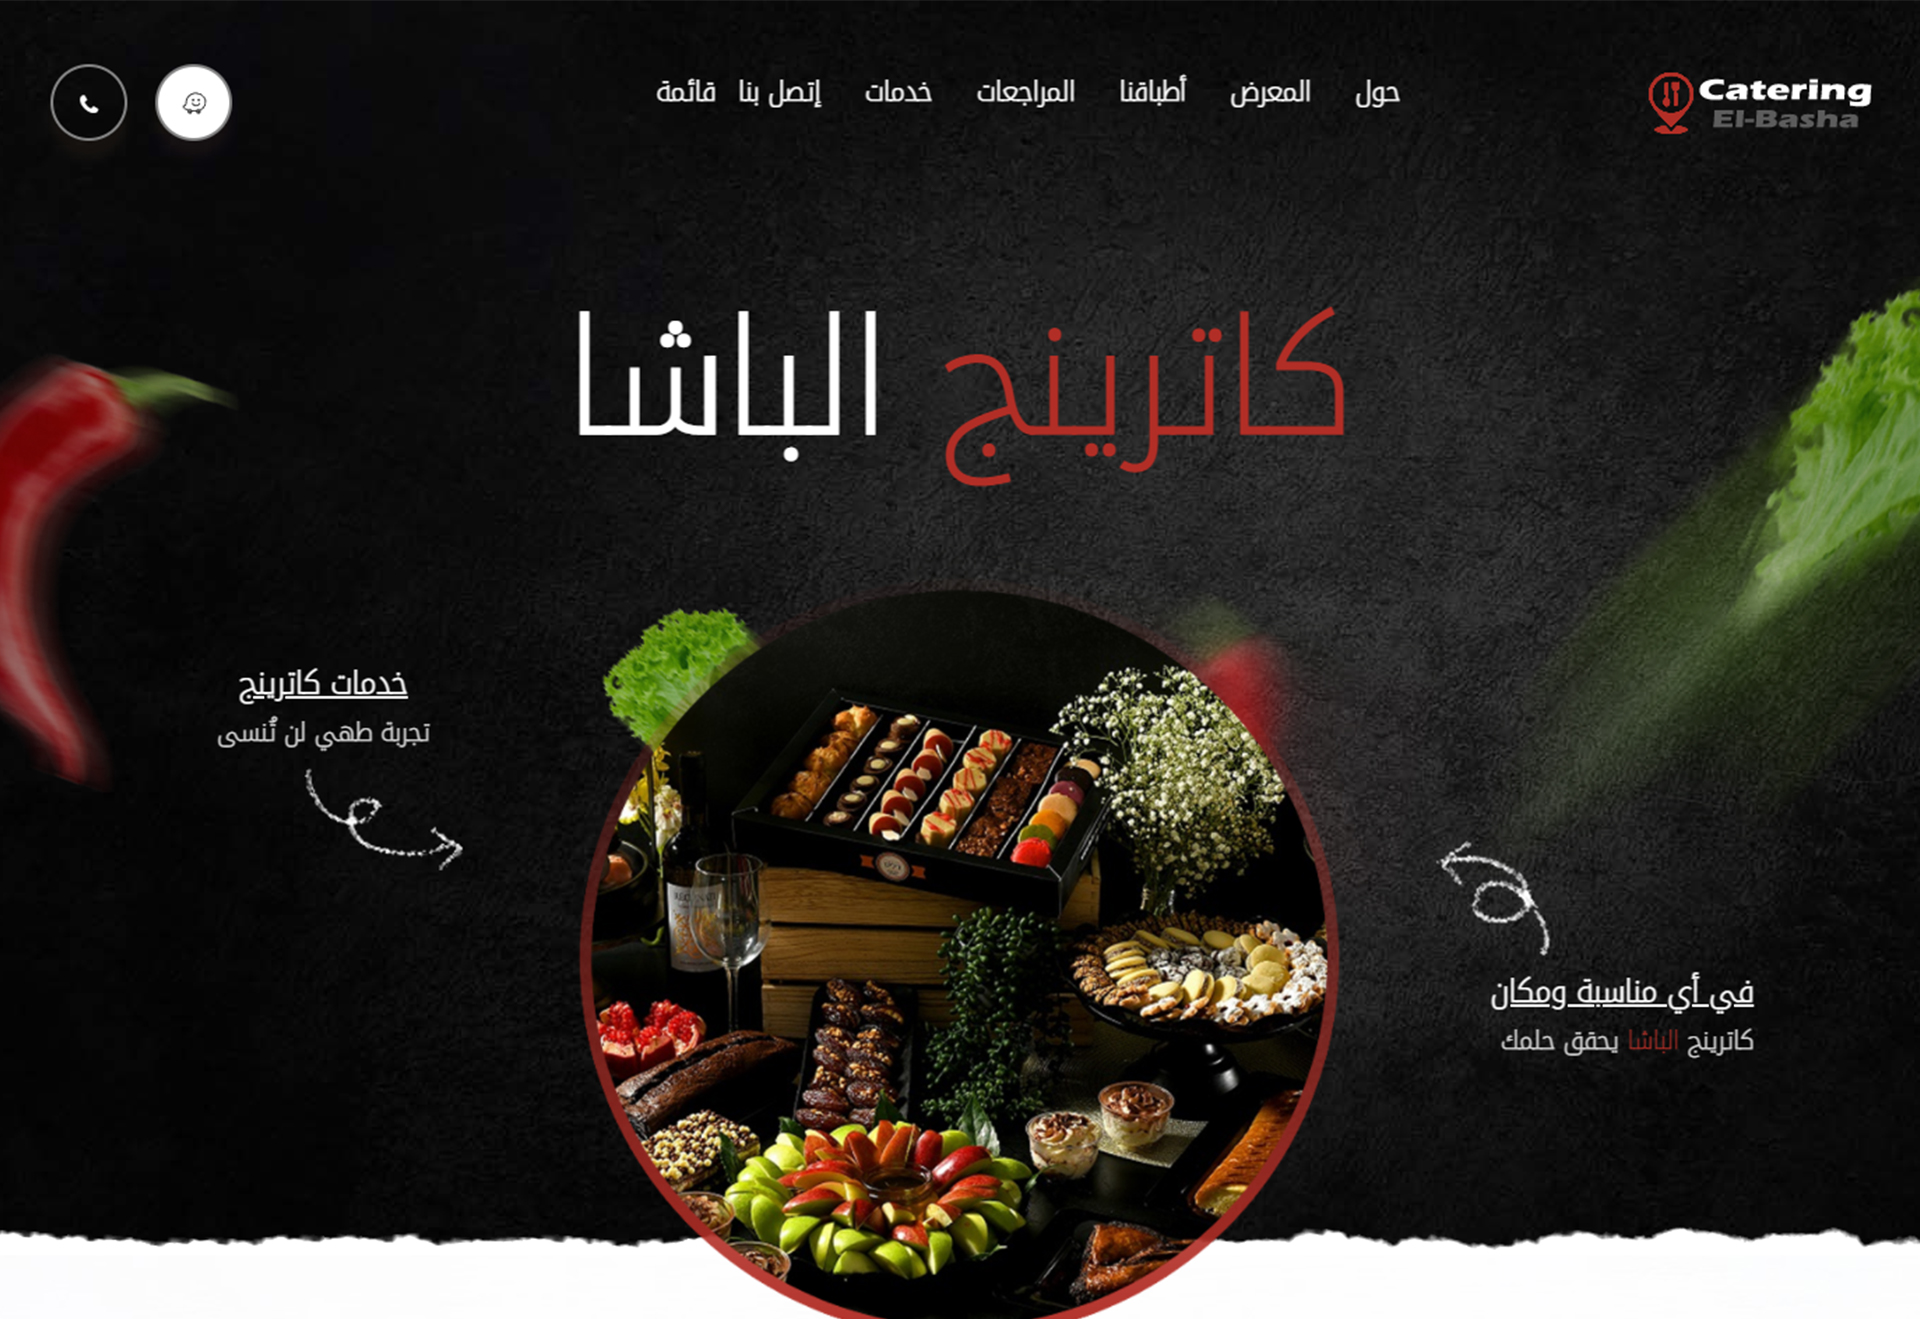 Catering
El-Basha
حول المعرض أطباقنا المراجعات خدمات إتصل بنا قائمة
كاترينج الباشا
خدمات كاترينج
تجربة طهي لن تُنسى
في أي مناسبة ومكان
كاترينج الباشا يحقق حلمك